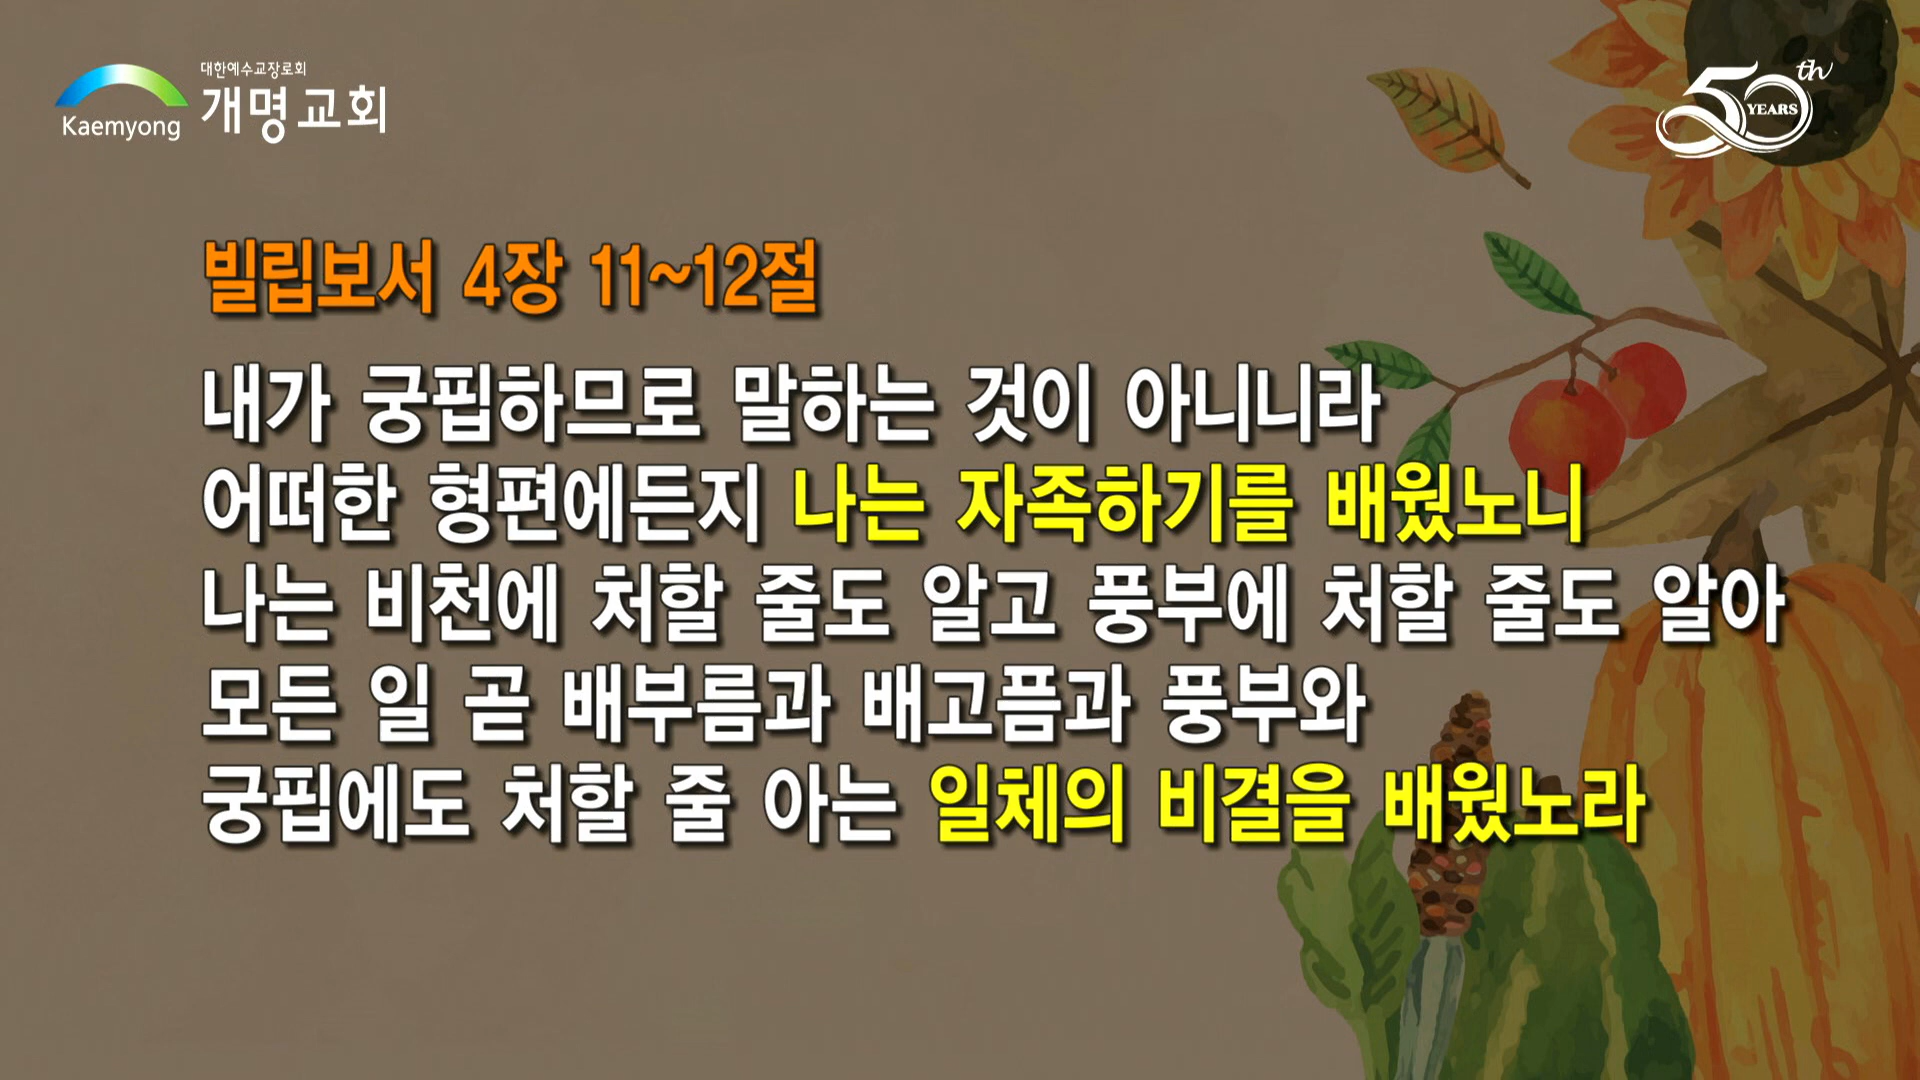 대한예수교장로회
개명교회
Kaemyong
50th
YEARS
빌립보서 4장 11~12절
내가 궁핍하므로 말하는 것이 아니니라
어떠한 형편에든지 나는 자족하기를 배웠노니
나는 비천에 처할 줄도 알고 풍부에 처할 줄도 알아
모든 일 곧 배부름과 배고픔과 풍부와
궁핍에도 처할 줄 아는 일체의 비결을 배웠노라